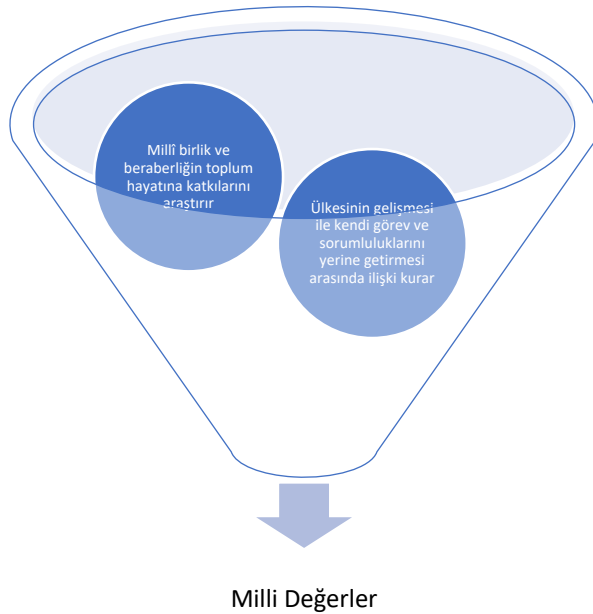 Millî birlik ve
beraberliğin toplum
hayatına katkılarını
araştırır
Ülkesinin gelişmesi
ile kendi görev ve
sorumluluklarını
yerine getirmesi
arasında ilişki kurar
Milli Değerler